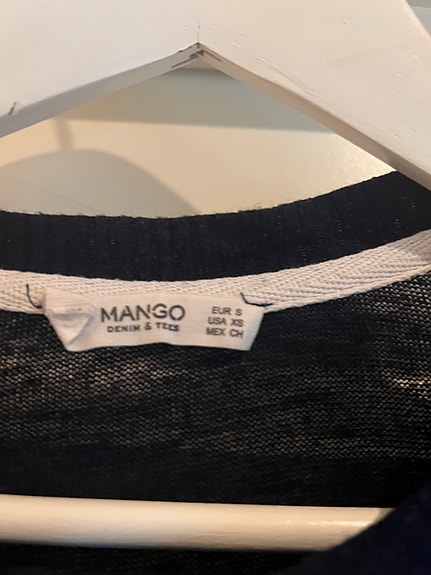 MANGO
DENIM & TEES
EUR S
USA XS
MEX CH